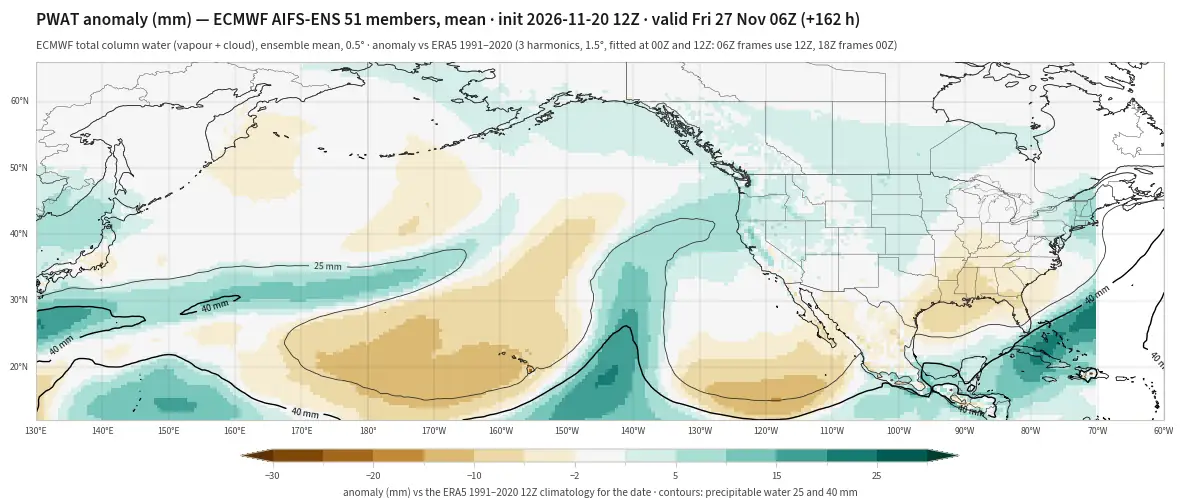 PWAT anomaly (mm) — ECMWF AIFS-ENS 51 members, mean · init 2026-11-20 12Z · valid Fri 27 Nov 06Z (+162 h)
ECMWF total column water (vapour + cloud), ensemble mean, 0.5° · anomaly vs ERA5 1991–2020 (3 harmonics, 1.5°, fitted at 00Z and 12Z: 06Z frames use 12Z, 18Z frames 00Z)
60°N
50°N
40°N
25 mm
30°N
40 mm
40 mm
40 mm
40 m
20°N
40 mm
40 mm
130°E 140°E 150°E 160°E 170°E 180° 170°W 160°W 150°W 140°W 130°W 120°W 110°W 100°W 90°W 80°W 70°W 60°W
−30 −20 −10 −2 5 15 25
anomaly (mm) vs the ERA5 1991–2020 12Z climatology for the date · contours: precipitable water 25 and 40 mm